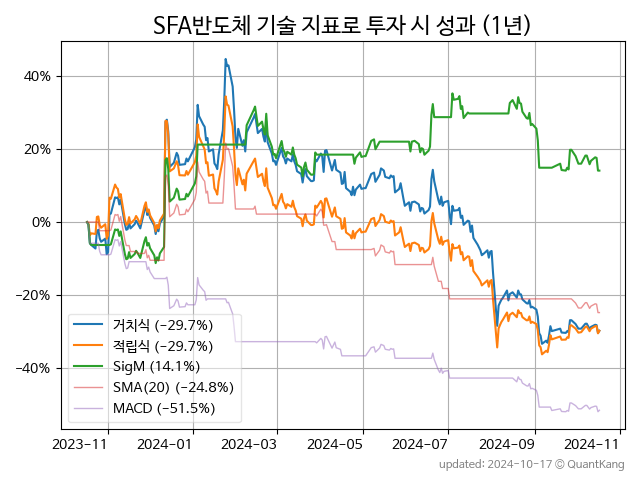 SFA반도체 기술 지표로 투자 시 성과 (1년)
40%
20%
0%
−20%
−40%
거치식 (−29.7%)
적립식 (−29.7%)
SigM (14.1%)
SMA(20) (−24.8%)
MACD (−51.5%)
2023-11 2024-01 2024-03 2024-05 2024-07 2024-09 2024-11
updated: 2024-10-17 © QuantKang